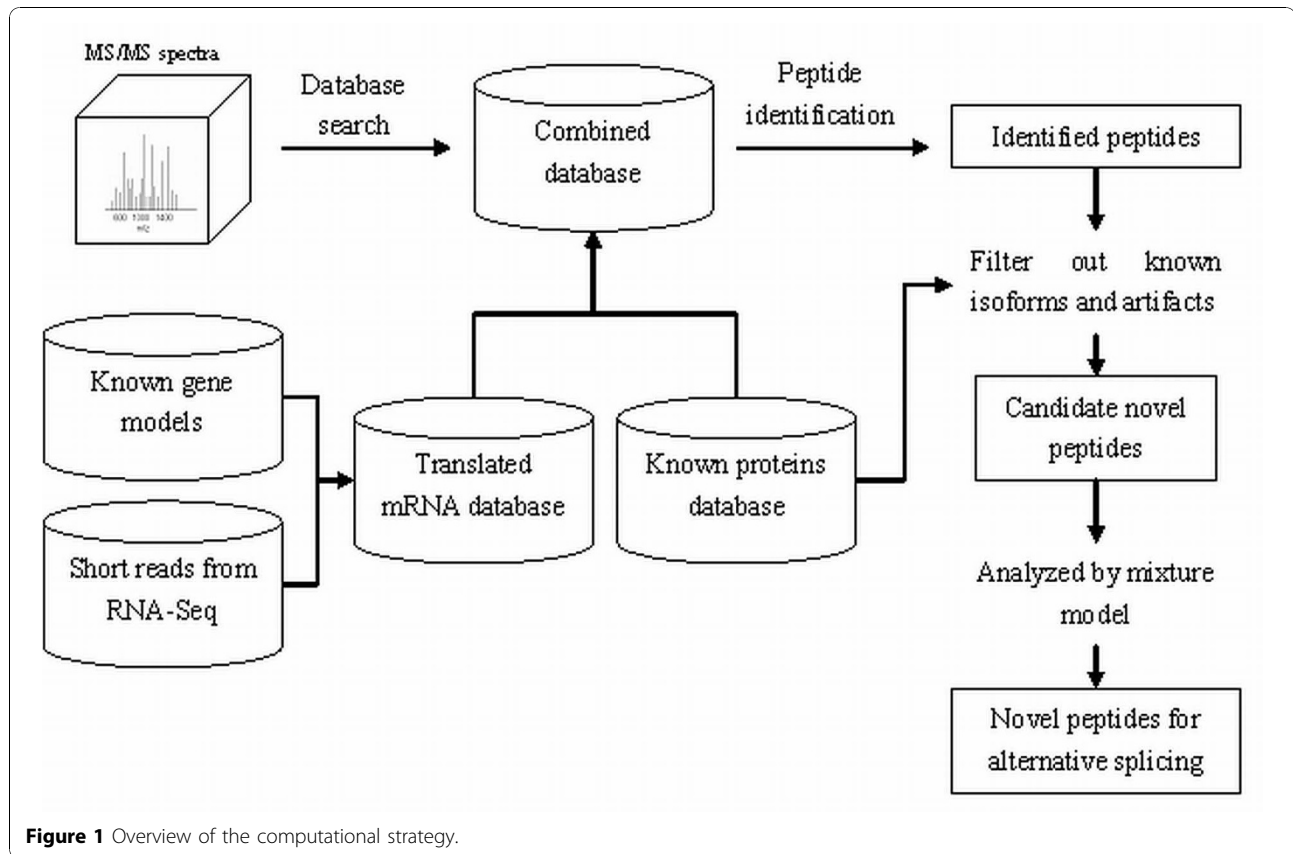 MS/MS spectra
600 1000 1400
m/z
Database
search
Combined
database
Peptide
identification
Identified peptides
Filter out known
isoforms and artifacts
Known gene
models
Short reads from
RNA-Seq
Translated
mRNA database
Known proteins
database
Candidate novel
peptides
Analyzed by mixture
model
Novel peptides for
alternative splicing
Figure 1 Overview of the computational strategy.